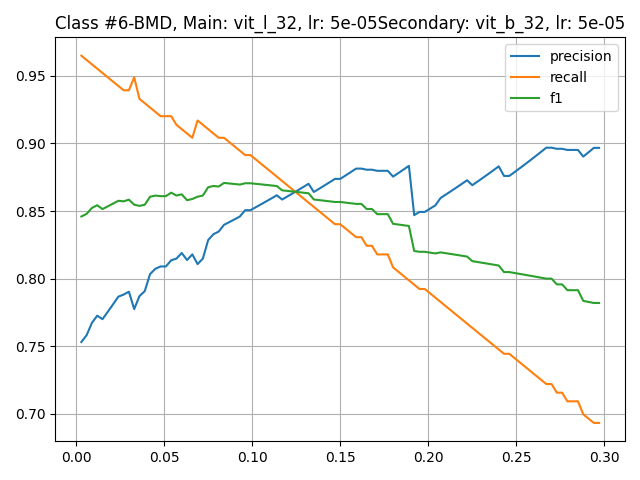 Class #6-BMD, Main: vit_l_32, lr: 5e-05Secondary: vit_b_32, lr: 5e-05
precision
recall
f1
0.95
0.90
0.85
0.80
0.75
0.70
0.00 0.05 0.10 0.15 0.20 0.25 0.30